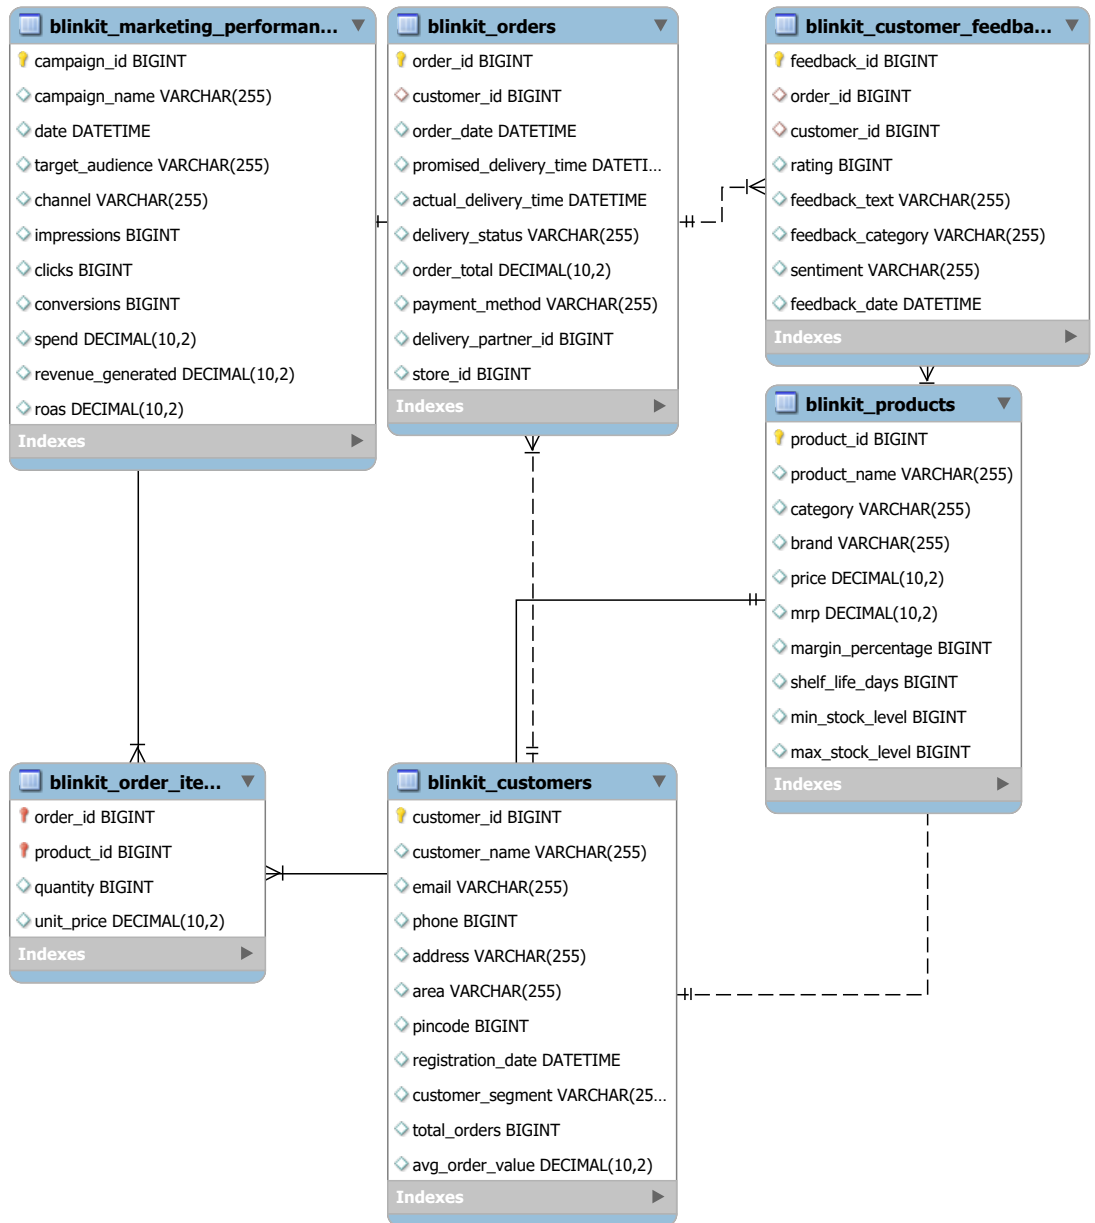 blinkit_marketing_performan...
campaign_id BIGINT
campaign_name VARCHAR(255)
date DATETIME
target_audience VARCHAR(255)
channel VARCHAR(255)
impressions BIGINT
clicks BIGINT
conversions BIGINT
spend DECIMAL(10,2)
revenue_generated DECIMAL(10,2)
roas DECIMAL(10,2)
Indexes
blinkit_orders
order_id BIGINT
customer_id BIGINT
order_date DATETIME
promised_delivery_time DATETI...
actual_delivery_time DATETIME
delivery_status VARCHAR(255)
order_total DECIMAL(10,2)
payment_method VARCHAR(255)
delivery_partner_id BIGINT
store_id BIGINT
Indexes
blinkit_customer_feedba...
feedback_id BIGINT
order_id BIGINT
customer_id BIGINT
rating BIGINT
feedback_text VARCHAR(255)
feedback_category VARCHAR(255)
sentiment VARCHAR(255)
feedback_date DATETIME
Indexes
blinkit_products
product_id BIGINT
product_name VARCHAR(255)
category VARCHAR(255)
brand VARCHAR(255)
price DECIMAL(10,2)
mrp DECIMAL(10,2)
margin_percentage BIGINT
shelf_life_days BIGINT
min_stock_level BIGINT
max_stock_level BIGINT
Indexes
blinkit_order_ite...
order_id BIGINT
product_id BIGINT
quantity BIGINT
unit_price DECIMAL(10,2)
Indexes
blinkit_customers
customer_id BIGINT
customer_name VARCHAR(255)
email VARCHAR(255)
phone BIGINT
address VARCHAR(255)
area VARCHAR(255)
pincode BIGINT
registration_date DATETIME
customer_segment VARCHAR(25...
total_orders BIGINT
avg_order_value DECIMAL(10,2)
Indexes